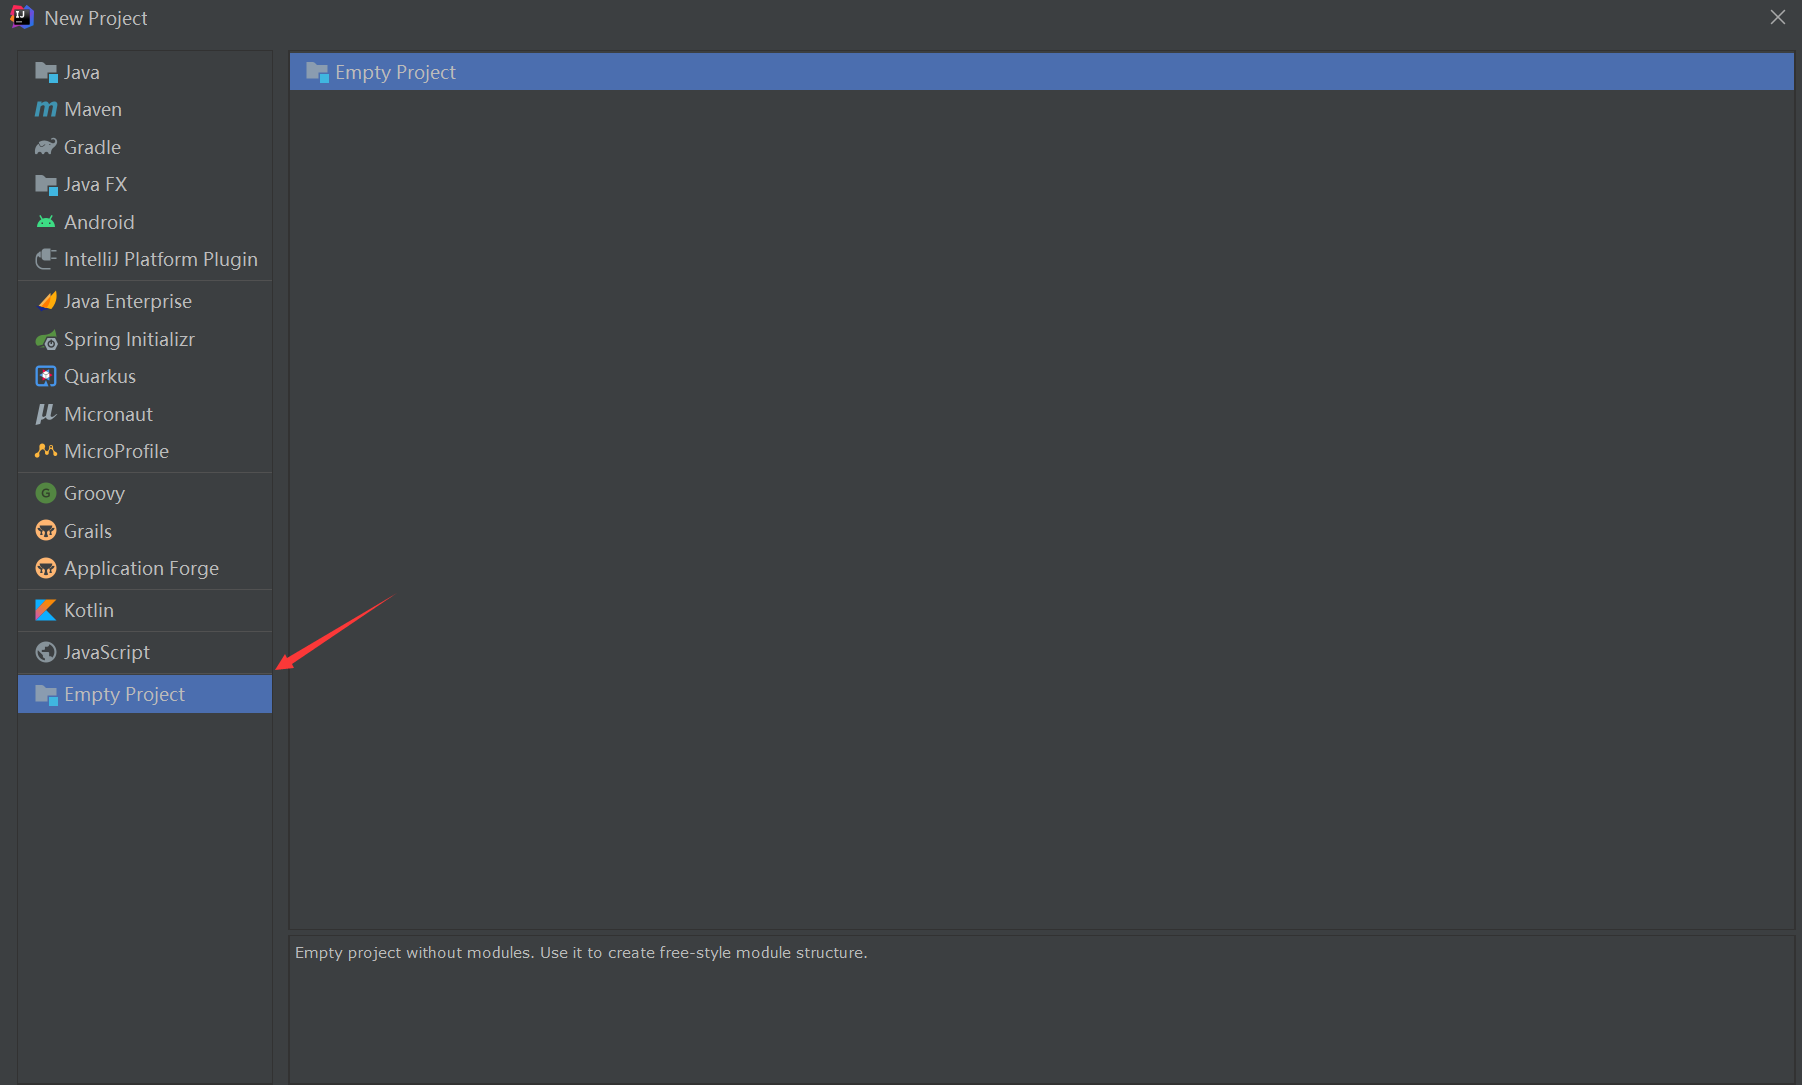 New Project
Java
Maven
Gradle
Java FX
Android
IntelliJ Platform Plugin
Java Enterprise
Spring Initializr
Quarkus
Micronaut
MicroProfile
Groovy
Grails
Application Forge
Kotlin
JavaScript
Empty Project
Empty Project
Empty project without modules. Use it to create free-style module structure.